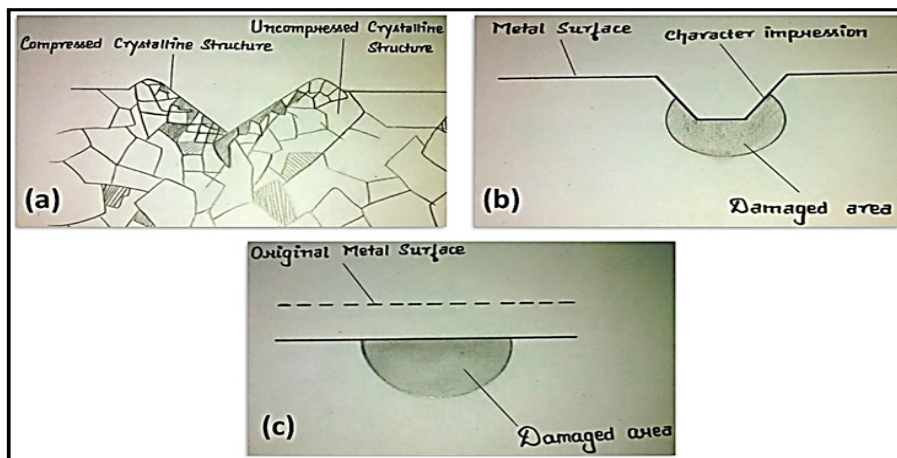 Uncompressed Crystalline
Compressed Crystalline Structure
Structure
(a)
Metal Surface
Character impression
(b)
Damaged area
Original Metal Surface
(c)
Damaged area